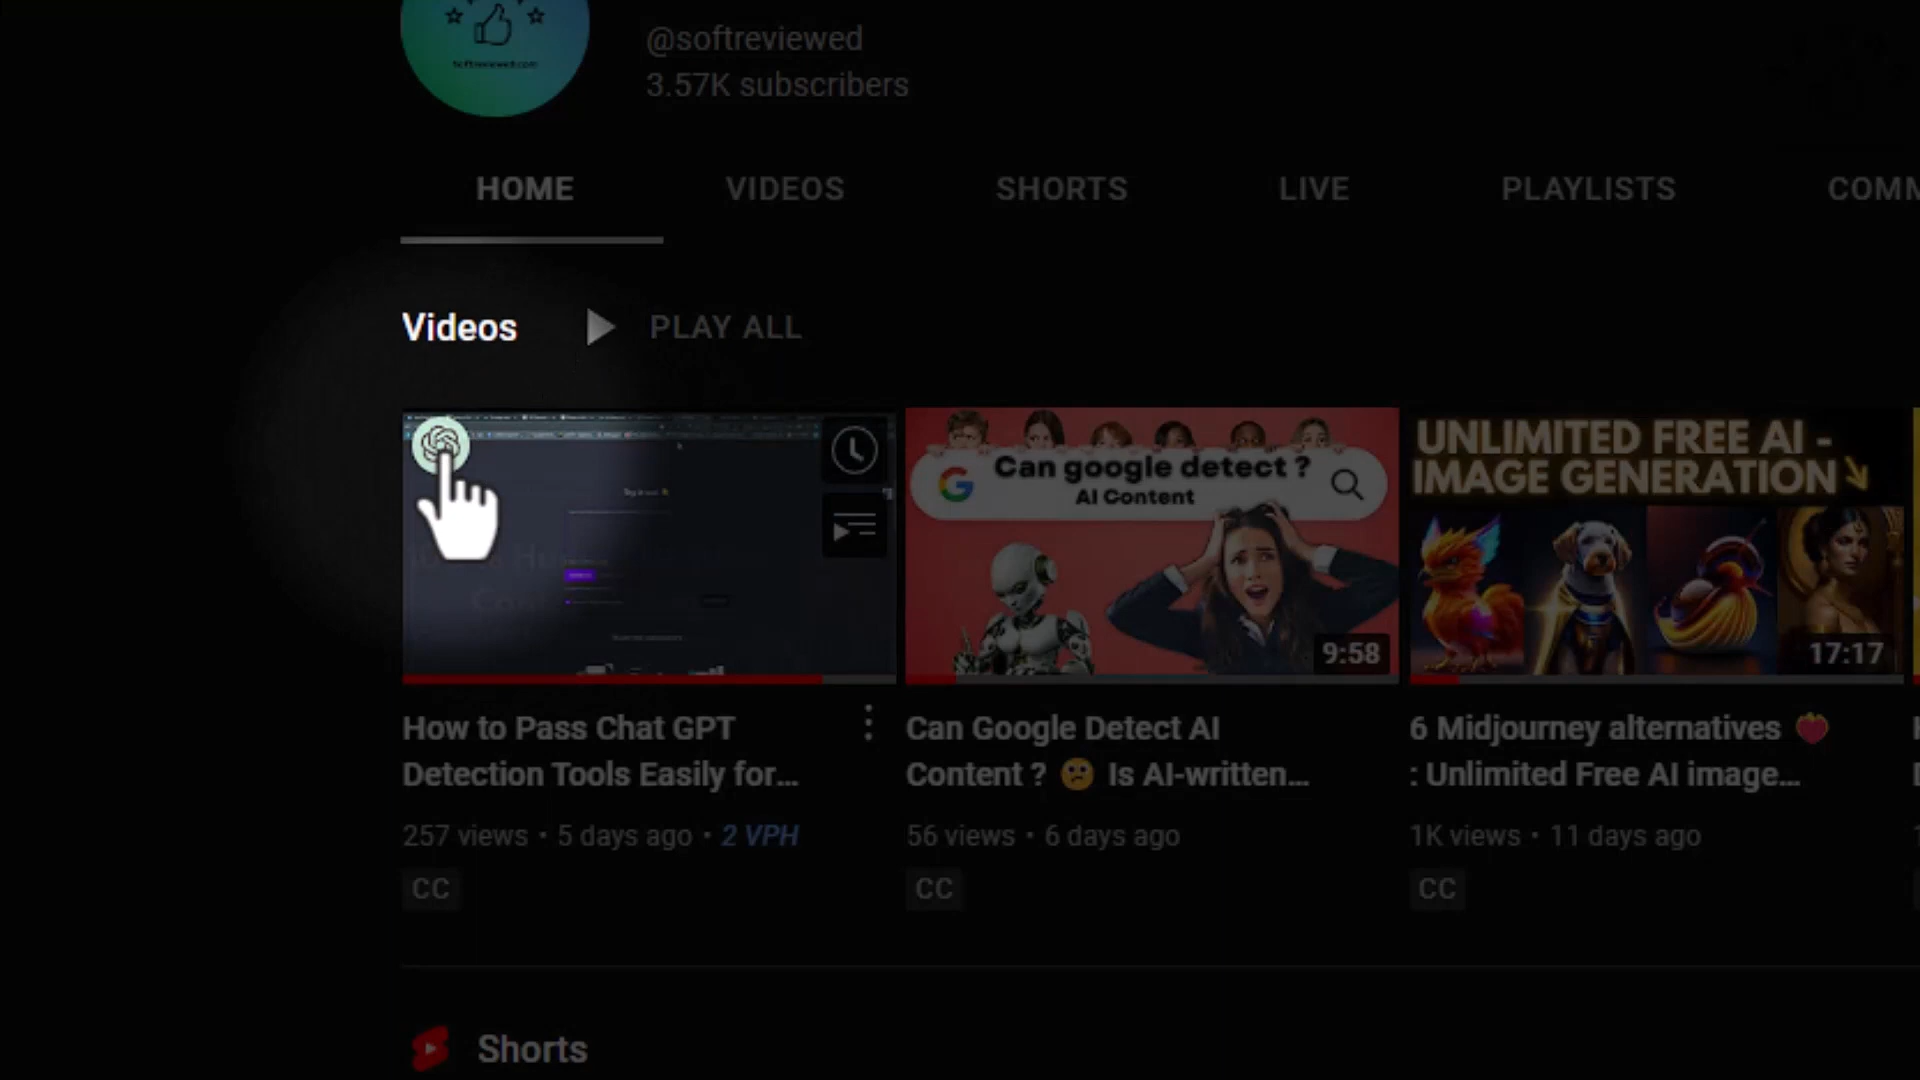 softreviewed.com
@softreviewed
3.57K subscribers
HOME
VIDEOS
SHORTS
LIVE
PLAYLISTS
COMM
Videos
PLAY ALL
Can google detect ?
AI Content
9:58
UNLIMITED FREE AI -
IMAGE GENERATION
17:17
How to Pass Chat GPT
Detection Tools Easily for...
257 views • 5 days ago • 2 VPH
CC
Can Google Detect AI
Content ? 😕 Is AI-written...
56 views • 6 days ago
CC
6 Midjourney alternatives 🍓
: Unlimited Free AI image...
1K views • 11 days ago
CC
Shorts